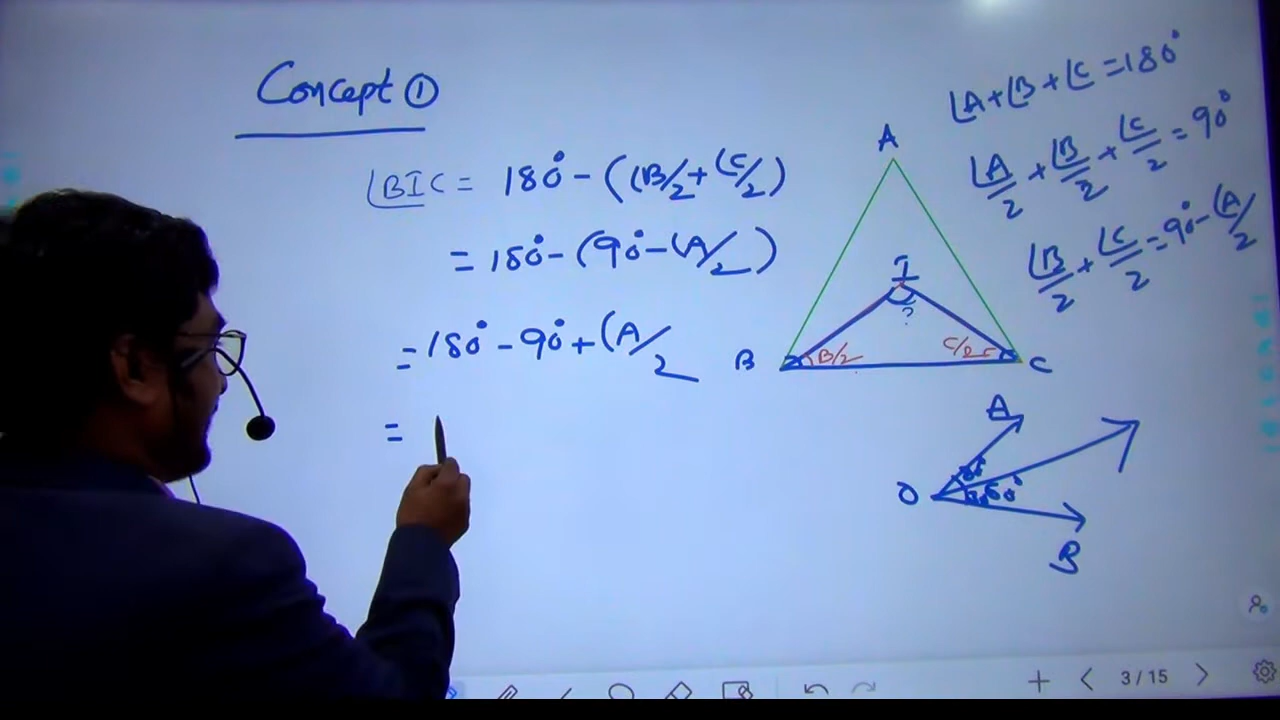 Concept ①
∠BIC = 180° - (∠B/2 + ∠C/2)
= 180° - (90° - ∠A/2)
= 180° - 90° + ∠A/2
=
∠A + ∠B + ∠C = 180°
∠A/2 + ∠B/2 + ∠C/2 = 90°
∠B/2 + ∠C/2 = 90° - ∠A/2
A
I
?
B B/2 C/2 C
A
O
B
3/15